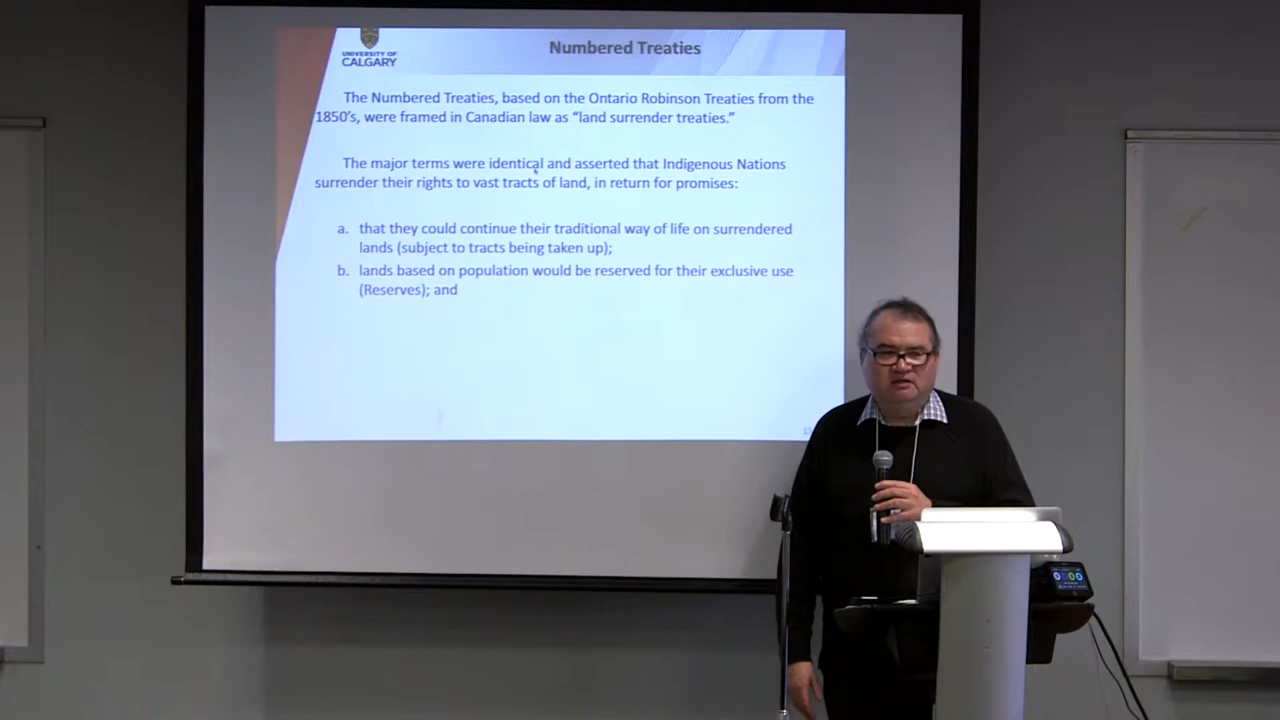 UNIVERSITY OF
CALGARY
Numbered Treaties
The Numbered Treaties, based on the Ontario Robinson Treaties from the
1850's, were framed in Canadian law as “land surrender treaties.”
The major terms were identical and asserted that Indigenous Nations
surrender their rights to vast tracts of land, in return for promises:
a. that they could continue their traditional way of life on surrendered
lands (subject to tracts being taken up);
b. lands based on population would be reserved for their exclusive use
(Reserves); and